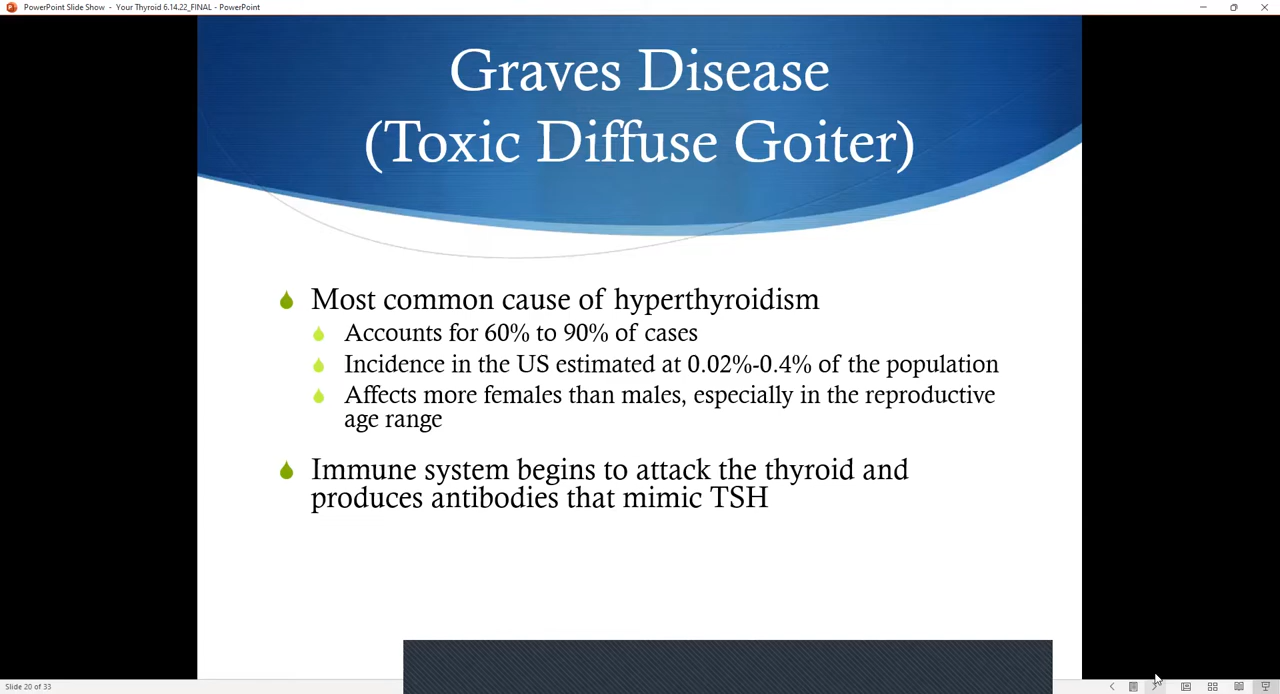 PowerPoint Slide Show - Your Thyroid 6.14.22_FINAL - PowerPoint
Graves Disease
(Toxic Diffuse Goiter)
Most common cause of hyperthyroidism
Accounts for 60% to 90% of cases
Incidence in the US estimated at 0.02%-0.4% of the population
Affects more females than males, especially in the reproductive
age range
Immune system begins to attack the thyroid and
produces antibodies that mimic TSH
Slide 20 of 33